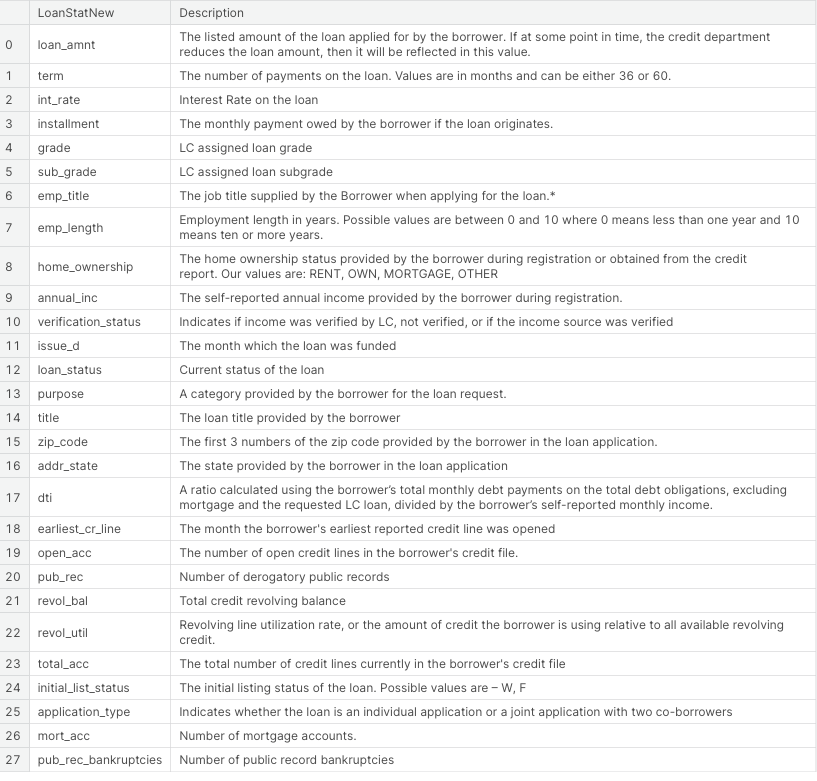 LoanStatNew Description
0 loan_amnt The listed amount of the loan applied for by the borrower. If at some point in time, the credit department
reduces the loan amount, then it will be reflected in this value.
1 term The number of payments on the loan. Values are in months and can be either 36 or 60.
2 int_rate Interest Rate on the loan
3 installment The monthly payment owed by the borrower if the loan originates.
4 grade LC assigned loan grade
5 sub_grade LC assigned loan subgrade
6 emp_title The job title supplied by the Borrower when applying for the loan.*
7 emp_length Employment length in years. Possible values are between 0 and 10 where 0 means less than one year and 10
means ten or more years.
8 home_ownership The home ownership status provided by the borrower during registration or obtained from the credit
report. Our values are: RENT, OWN, MORTGAGE, OTHER
9 annual_inc The self-reported annual income provided by the borrower during registration.
10 verification_status Indicates if income was verified by LC, not verified, or if the income source was verified
11 issue_d The month which the loan was funded
12 loan_status Current status of the loan
13 purpose A category provided by the borrower for the loan request.
14 title The loan title provided by the borrower
15 zip_code The first 3 numbers of the zip code provided by the borrower in the loan application.
16 addr_state The state provided by the borrower in the loan application
17 dti A ratio calculated using the borrower’s total monthly debt payments on the total debt obligations, excluding
mortgage and the requested LC loan, divided by the borrower’s self-reported monthly income.
18 earliest_cr_line The month the borrower's earliest reported credit line was opened
19 open_acc The number of open credit lines in the borrower's credit file.
20 pub_rec Number of derogatory public records
21 revol_bal Total credit revolving balance
22 revol_util Revolving line utilization rate, or the amount of credit the borrower is using relative to all available revolving
credit.
23 total_acc The total number of credit lines currently in the borrower's credit file
24 initial_list_status The initial listing status of the loan. Possible values are – W, F
25 application_type Indicates whether the loan is an individual application or a joint application with two co-borrowers
26 mort_acc Number of mortgage accounts.
27 pub_rec_bankruptcies Number of public record bankruptcies